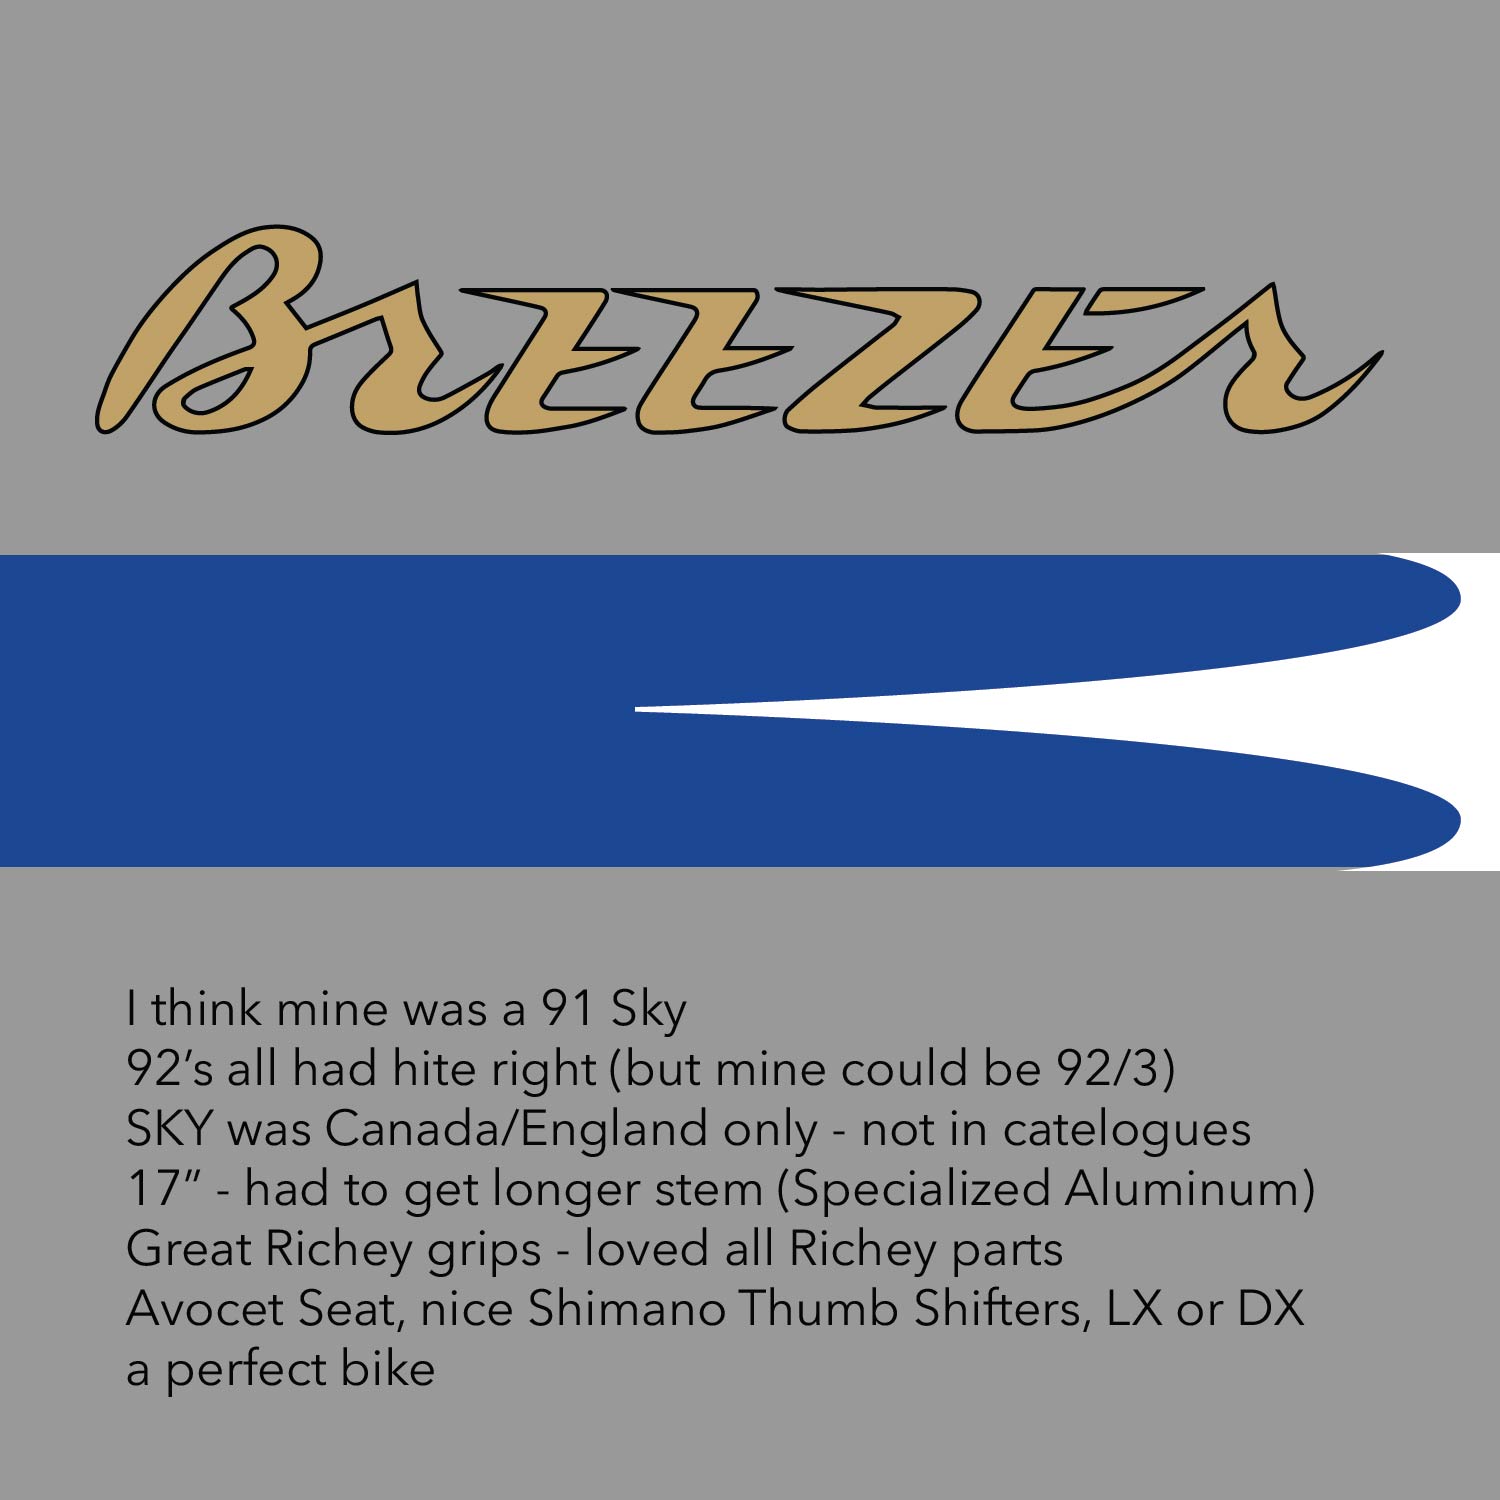 Breezer
I think mine was a 91 Sky
92’s all had hite right (but mine could be 92/3)
SKY was Canada/England only - not in catelogues
17” - had to get longer stem (Specialized Aluminum)
Great Richey grips - loved all Richey parts
Avocet Seat, nice Shimano Thumb Shifters, LX or DX
a perfect bike